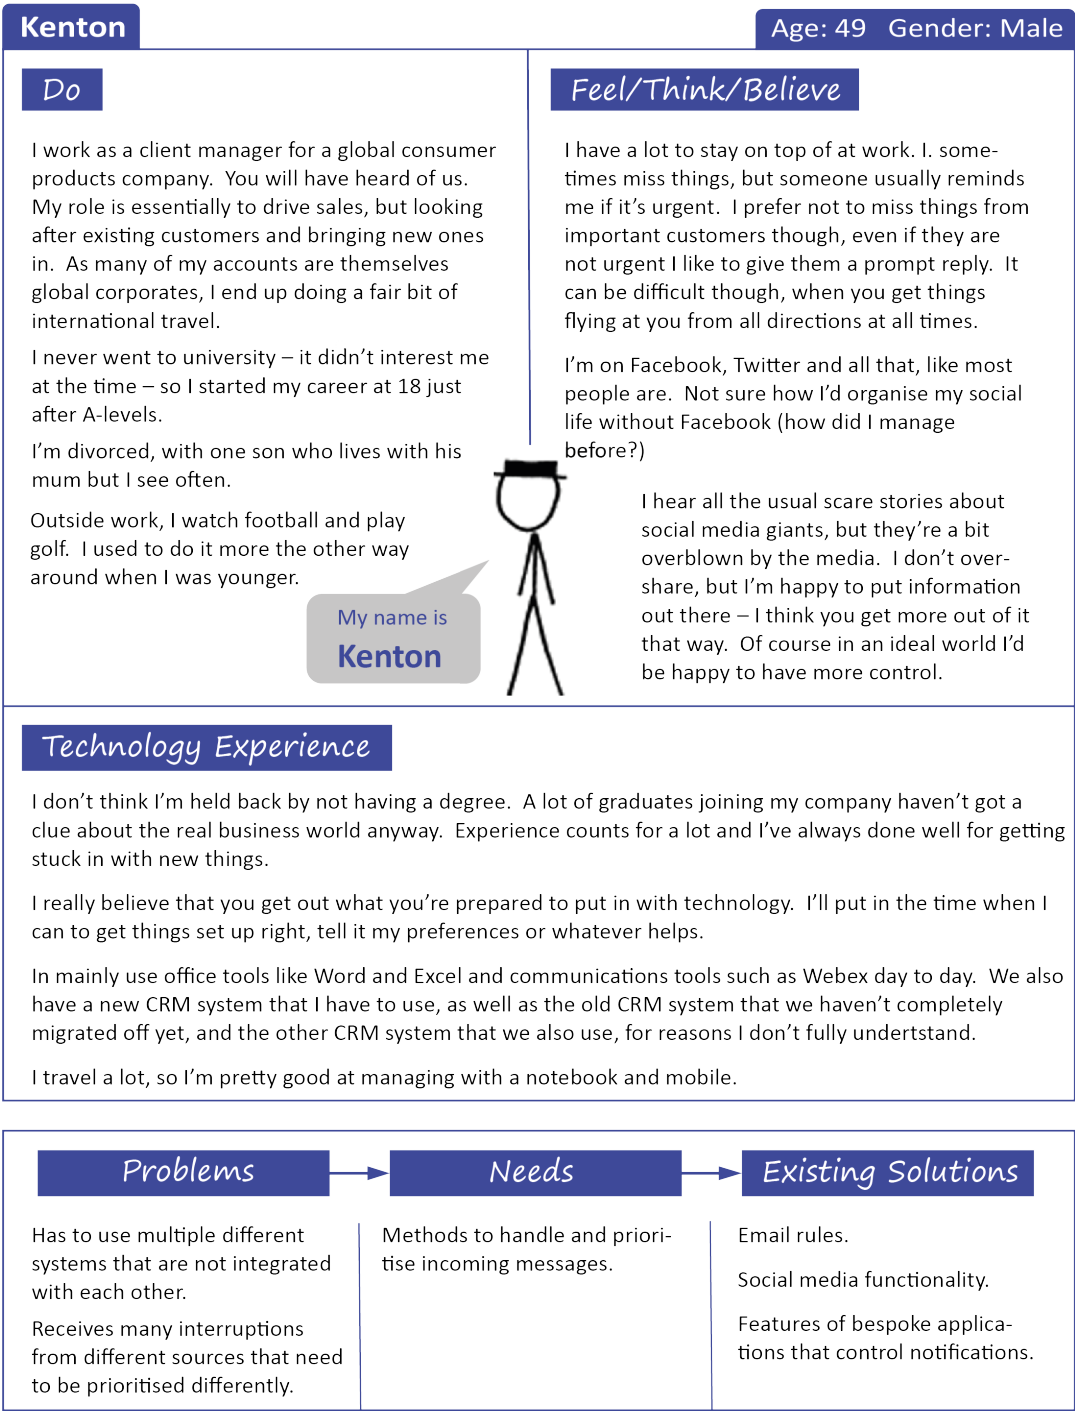 Kenton
Age: 49   Gender: Male
Do
I work as a client manager for a global consumer
products company.  You will have heard of us.
My role is essentially to drive sales, but looking
after existing customers and bringing new ones
in.  As many of my accounts are themselves
global corporates, I end up doing a fair bit of
international travel.
I never went to university – it didn't interest me
at the time – so I started my career at 18 just
after A-levels.
I'm divorced, with one son who lives with his
mum but I see often.
Outside work, I watch football and play
golf.  I used to do it more the other way
around when I was younger.
My name is
Kenton
Feel/Think/Believe
I have a lot to stay on top of at work. I. some-
times miss things, but someone usually reminds
me if it's urgent.  I prefer not to miss things from
important customers though, even if they are
not urgent I like to give them a prompt reply.  It
can be difficult though, when you get things
flying at you from all directions at all times.
I'm on Facebook, Twitter and all that, like most
people are.  Not sure how I'd organise my social
life without Facebook (how did I manage
before?)
I hear all the usual scare stories about
social media giants, but they're a bit
overblown by the media.  I don't over-
share, but I'm happy to put information
out there – I think you get more out of it
that way.  Of course in an ideal world I'd
be happy to have more control.
Technology Experience
I don't think I'm held back by not having a degree.  A lot of graduates joining my company haven't got a
clue about the real business world anyway.  Experience counts for a lot and I've always done well for getting
stuck in with new things.
I really believe that you get out what you're prepared to put in with technology.  I'll put in the time when I
can to get things set up right, tell it my preferences or whatever helps.
In mainly use office tools like Word and Excel and communications tools such as Webex day to day.  We also
have a new CRM system that I have to use, as well as the old CRM system that we haven't completely
migrated off yet, and the other CRM system that we also use, for reasons I don't fully undertstand.
I travel a lot, so I'm pretty good at managing with a notebook and mobile.
Problems
Has to use multiple different
systems that are not integrated
with each other.
Receives many interruptions
from different sources that need
to be prioritised differently.
Needs
Methods to handle and priori-
tise incoming messages.
Existing Solutions
Email rules.
Social media functionality.
Features of bespoke applica-
tions that control notifications.